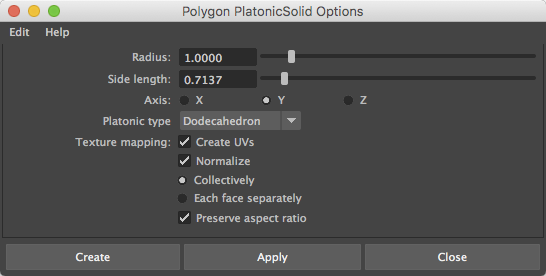 Polygon PlatonicSolid Options
Edit Help
Radius: 1.0000
Side length: 0.7137
Axis: X Y Z
Platonic type Dodecahedron
Texture mapping: Create UVs
Normalize
Collectively
Each face separately
Preserve aspect ratio
Create Apply Close